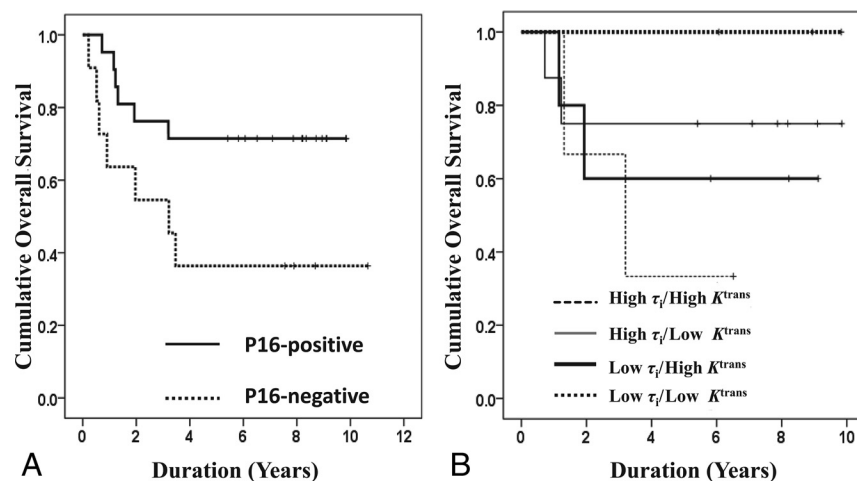 Cumulative Overall Survival
1.0
0.8
0.6
0.4
0.2
0.0
P16-positive
P16-negative
0 2 4 6 8 10 12
A Duration (Years)
Cumulative Overall Survival
1.0
0.8
0.6
0.4
0.2
0.0
High τi/High Ktrans
High τi/Low Ktrans
Low τi/High Ktrans
Low τi/Low Ktrans
0 2 4 6 8 10
B Duration (Years)